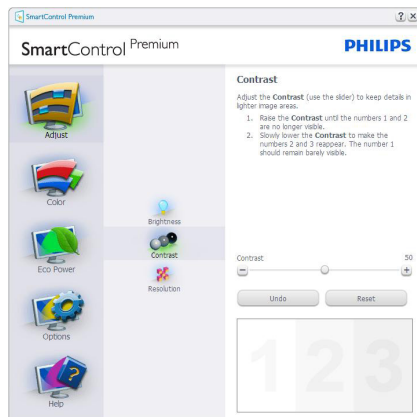 SmartControl Premium
? X
SmartControl Premium
PHILIPS
Adjust
Color
Eco Power
Options
Help
Brightness
Contrast
Resolution
Contrast
Adjust the Contrast (use the slider) to keep details in
lighter image areas.
1. Raise the Contrast until the numbers 1 and 2
are no longer visible.
2. Slowly lower the Contrast to make the
numbers 2 and 3 reappear. The number 1
should remain barely visible.
Contrast 50
Undo Reset
1 2 3